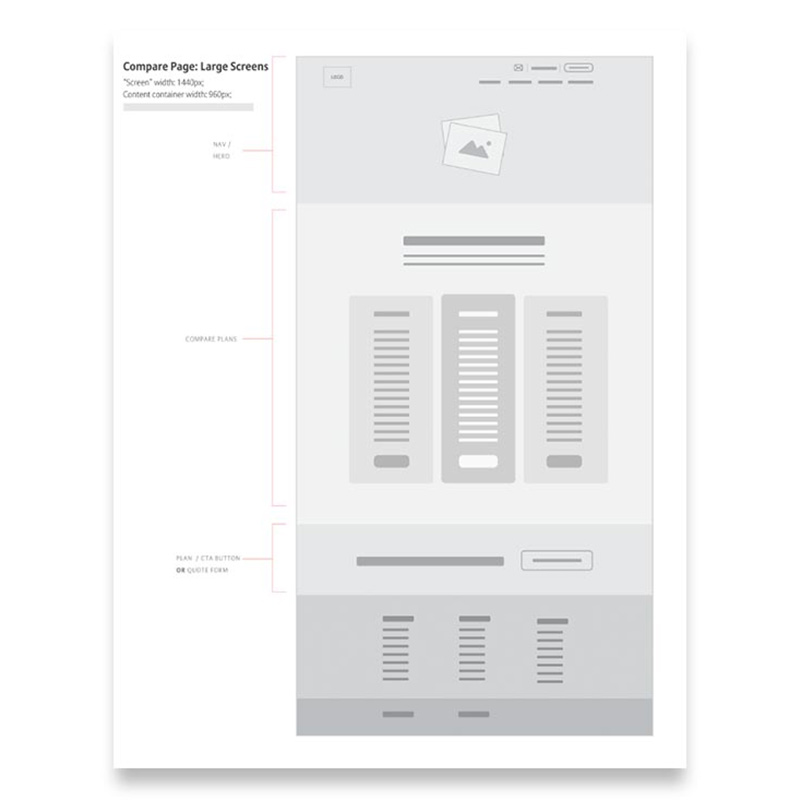 Compare Page: Large Screens
"Screen" width: 1440px;
Content container width: 960px;
LOGO
NAV /
HERO
COMPARE PLANS
PLAN / CTA BUTTON
OR QUOTE FORM